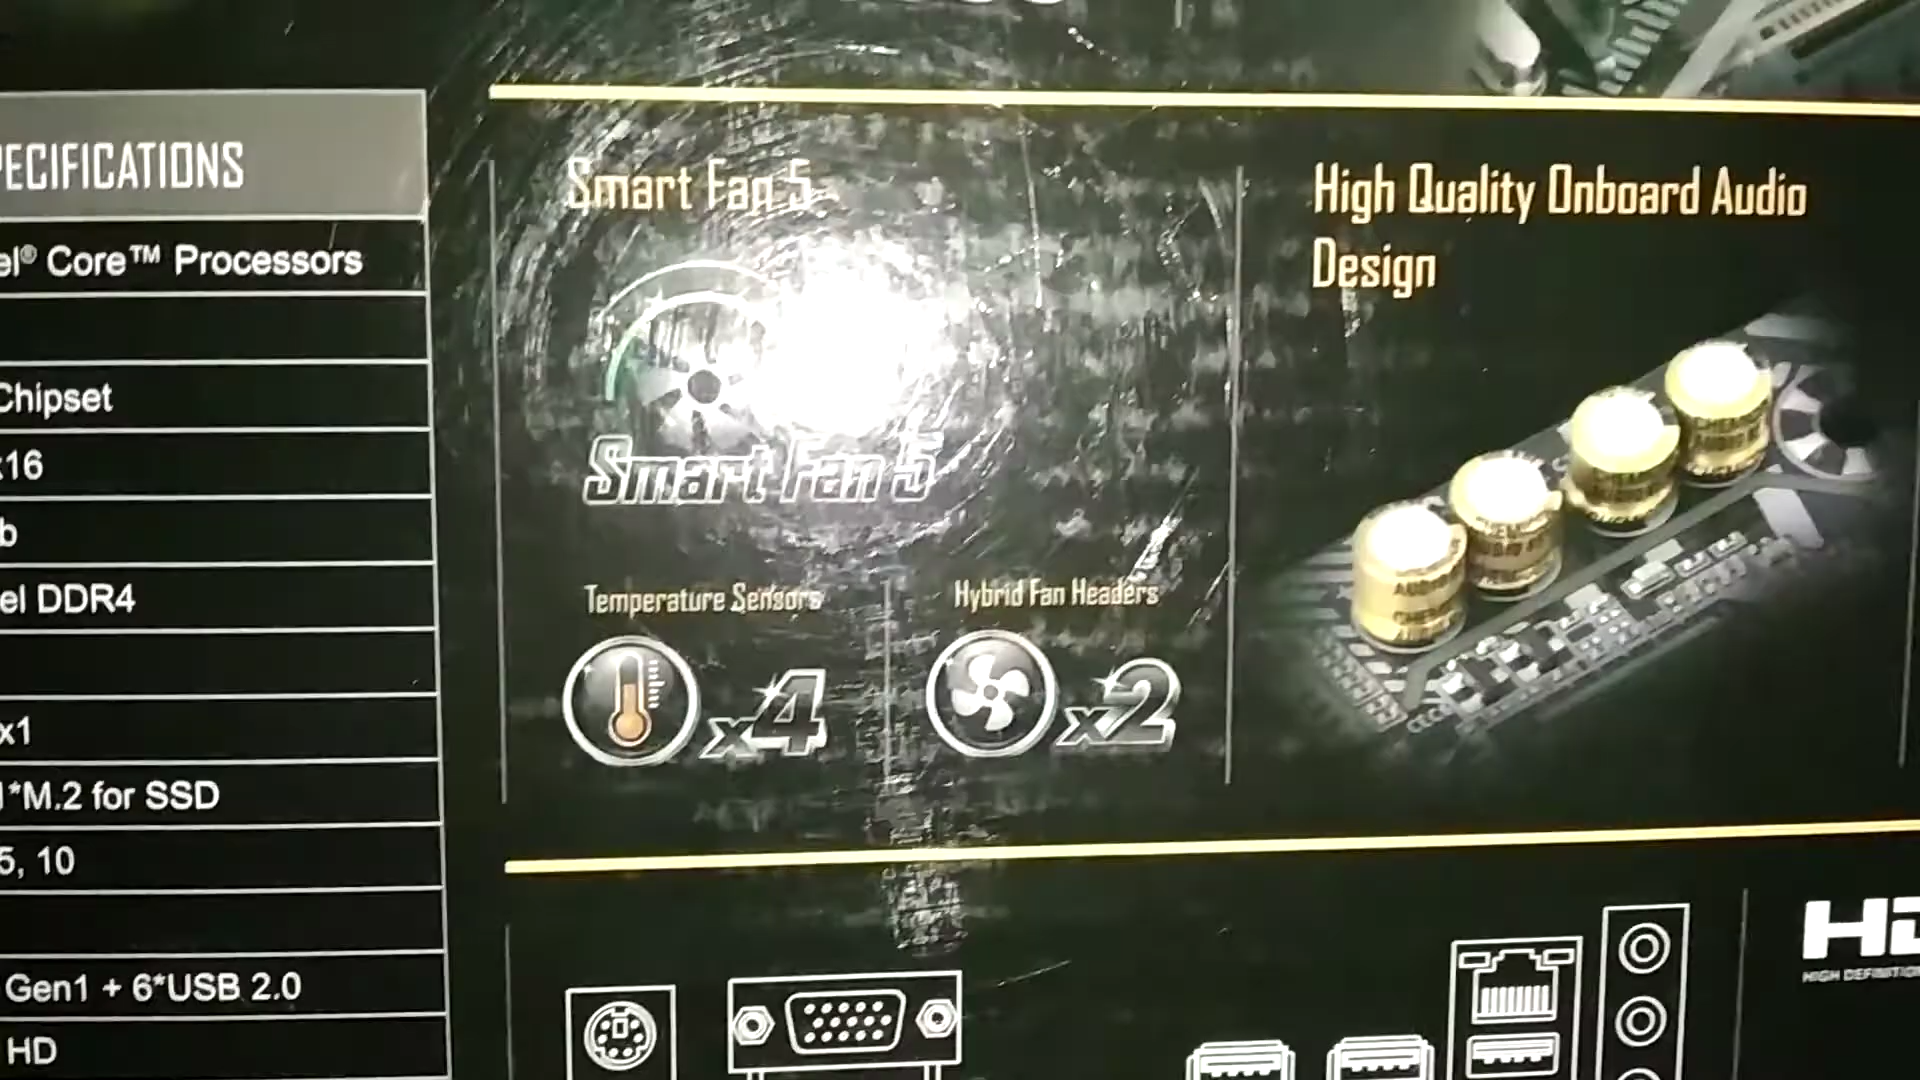 PECIFICATIONS
el® Core™ Processors
Chipset
x16
b
el DDR4
x1
1*M.2 for SSD
5, 10
Gen1 + 6*USB 2.0
HD
Smart Fan 5
Smart Fan 5
Temperature Sensors
x4
Hybrid Fan Headers
x2
High Quality Onboard Audio
Design
HD
HIGH DEFINITION